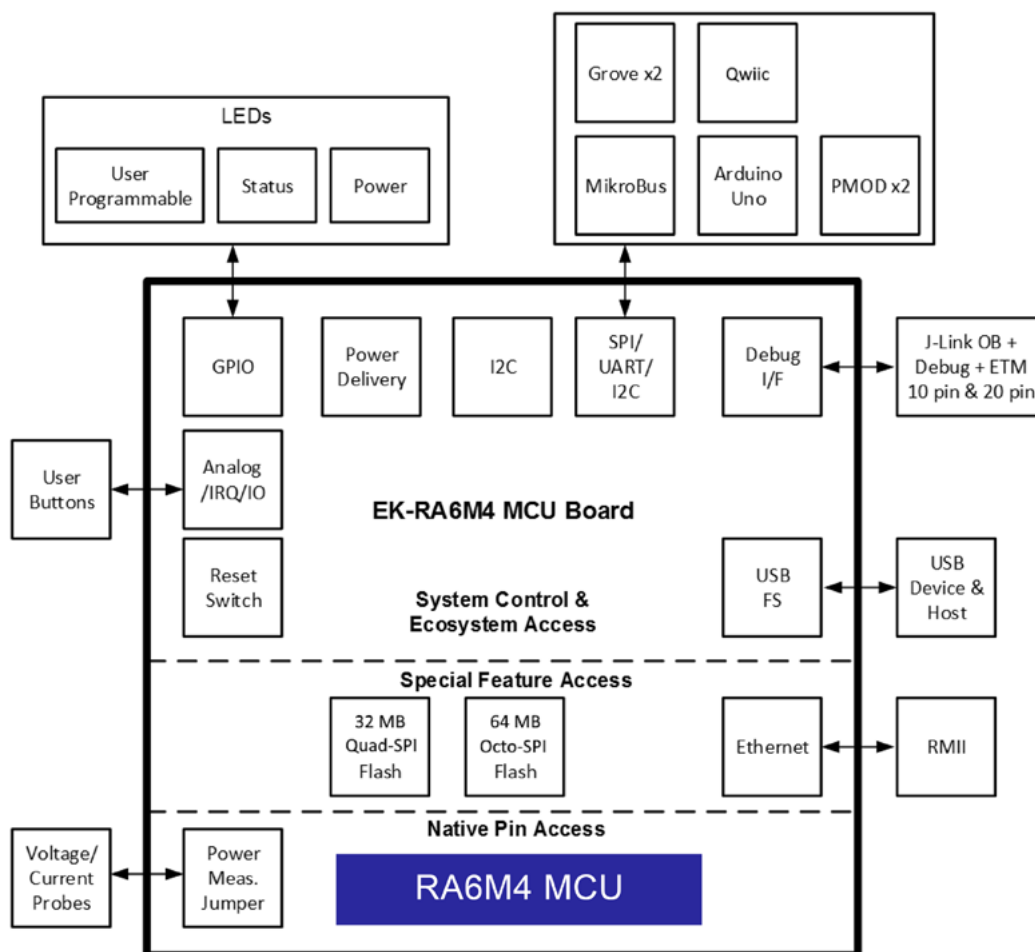 Grove x2
Qwiic
MikroBus
Arduino
Uno
PMOD x2
LEDs
User
Programmable
Status
Power
GPIO
Power
Delivery
I2C
SPI/
UART/
I2C
Debug
I/F
J-Link OB +
Debug + ETM
10 pin & 20 pin
User
Buttons
Analog
/IRQ/IO
EK-RA6M4 MCU Board
Reset
Switch
System Control &
Ecosystem Access
USB
FS
USB
Device &
Host
Special Feature Access
32 MB
Quad-SPI
Flash
64 MB
Octo-SPI
Flash
Ethernet
RMII
Native Pin Access
Voltage/
Current
Probes
Power
Meas.
Jumper
RA6M4 MCU